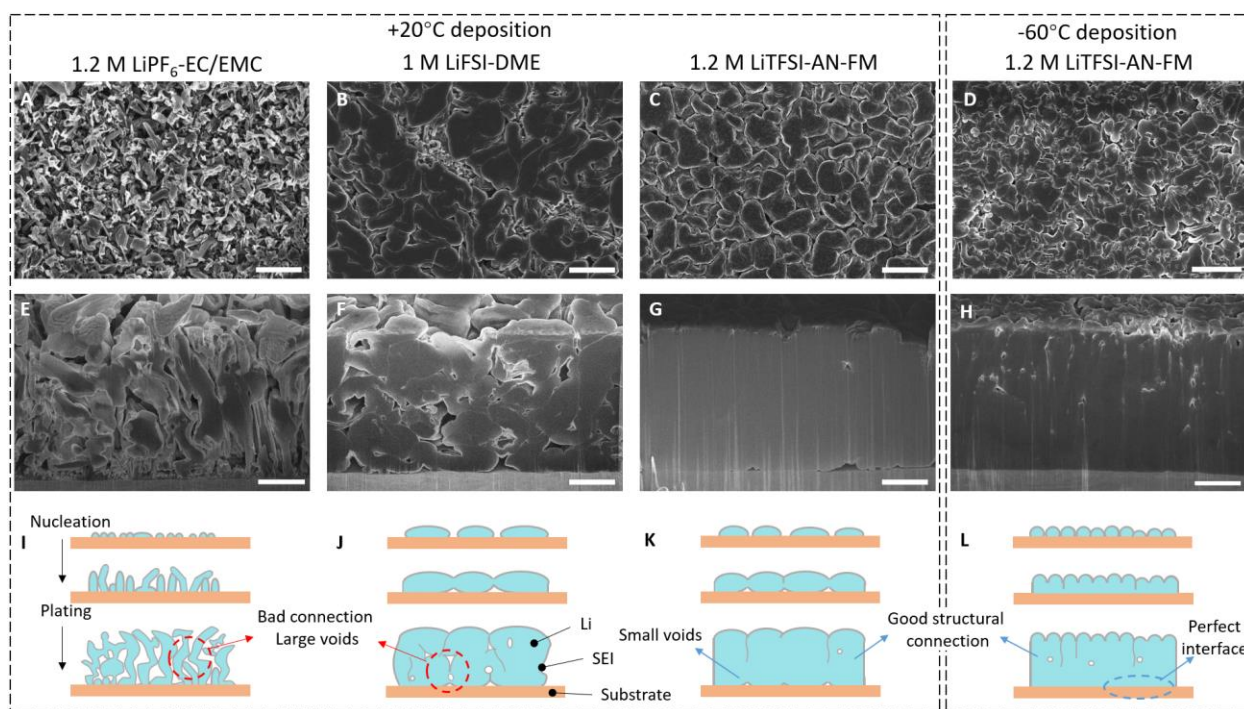 +20°C deposition
-60°C deposition
1.2 M LiPF₆-EC/EMC
1 M LiFSI-DME
1.2 M LiTFSI-AN-FM
1.2 M LiTFSI-AN-FM
A
B
C
D
E
F
G
H
Nucleation
I
J
K
L
Plating
Bad connection
Large voids
Li
SEI
Substrate
Small voids
Good structural
connection
Perfect
interface